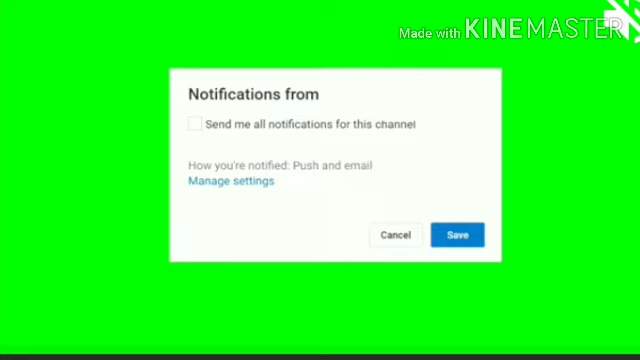 Made with KINEMASTER
Notifications from
Send me all notifications for this channel
How you're notified: Push and email
Manage settings
Cancel
Save